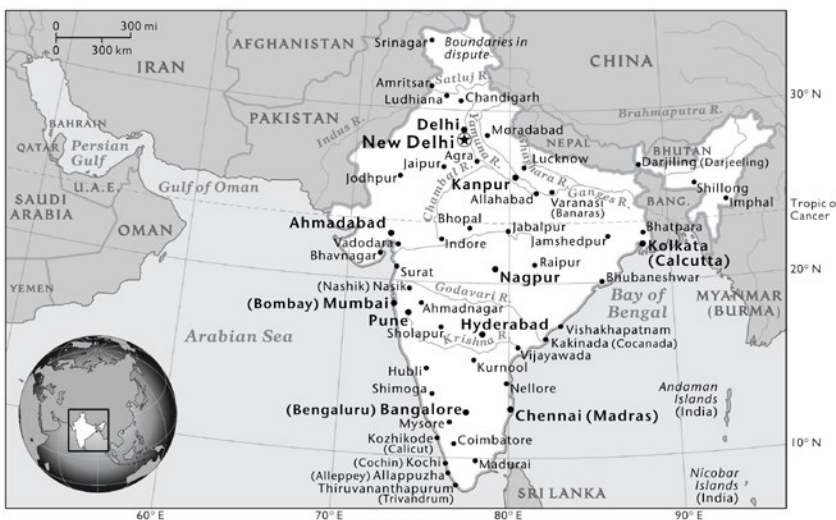 0 300 mi
0 300 km
AFGHANISTAN
Srinagar
Boundaries in
dispute
CHINA
IRAN
Amritsar
Satluj R.
Ludhiana
Chandigarh
30° N
PAKISTAN
Indus R.
Delhi
New Delhi
Yamuna R.
Moradabad
Brahmaputra R.
BAHRAIN
QATAR
Persian
Gulf
NEPAL
BHUTAN
Agra
Jaipur
Lucknow
Ghaghara R.
Darjiling (Darjeeling)
U.A.E.
Gulf of Oman
Jodhpur
Chambal R.
Kanpur
Ganges R.
Shillong
Allahabad
Varanasi
(Banaras)
BANG.
Imphal
SAUDI
ARABIA
OMAN
Tropic o
Cancer
Ahmadabad
Bhopal
Jabalpur
Bhatpara
Vadodara
Indore
Jamshedpur
Kolkata
(Calcutta)
Bhavnagar
Surat
Nagpur
Raipur
Bhubaneshwar
20° N
YEMEN
(Nashik) Nasik
Godavari R.
Bay of
Bengal
MYANMAR
(BURMA)
(Bombay) Mumbai
Ahmadnagar
Pune
Hyderabad
Vishakhapatnam
Arabian Sea
Sholapur
Krishna R.
Kakinada (Cocanada)
Vijayawada
Hubli
Kurnool
Shimoga
Nellore
Andaman
Islands
(India)
(Bengaluru) Bangalore
Chennai (Madras)
Mysore
Kozhikode
(Calicut)
Coimbatore
10° N
(Cochin) Kochi
Madurai
(Alleppey) Allappuzha
Thiruvananthapurum
(Trivandrum)
SRI LANKA
Nicobar
Islands
(India)
60° E
70° E
80° E
90° E